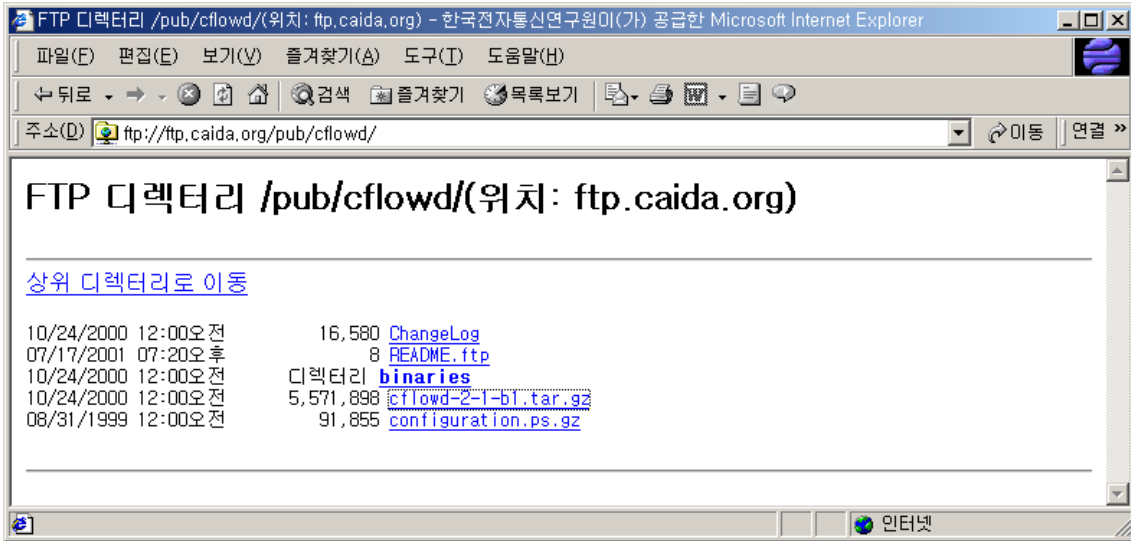 FTP 디렉터리 /pub/cflowd/(위치: ftp.caida.org) - 한국전자통신연구원이(가) 공급한 Microsoft Internet Explorer
파일(F) 편집(E) 보기(V) 즐겨찾기(A) 도구(T) 도움말(H)
뒤로 검색 즐겨찾기 목록보기
주소(D) ftp://ftp.caida.org/pub/cflowd/ 이동 연결 »
FTP 디렉터리 /pub/cflowd/(위치: ftp.caida.org)
상위 디렉터리로 이동
10/24/2000 12:00오전 16,580 ChangeLog
07/17/2001 07:20오후 8 README.ftp
10/24/2000 12:00오전 디렉터리 binaries
10/24/2000 12:00오전 5,571,898 cflowd-2-1-b1.tar.gz
08/31/1999 12:00오전 91,855 configuration.ps.gz
인터넷